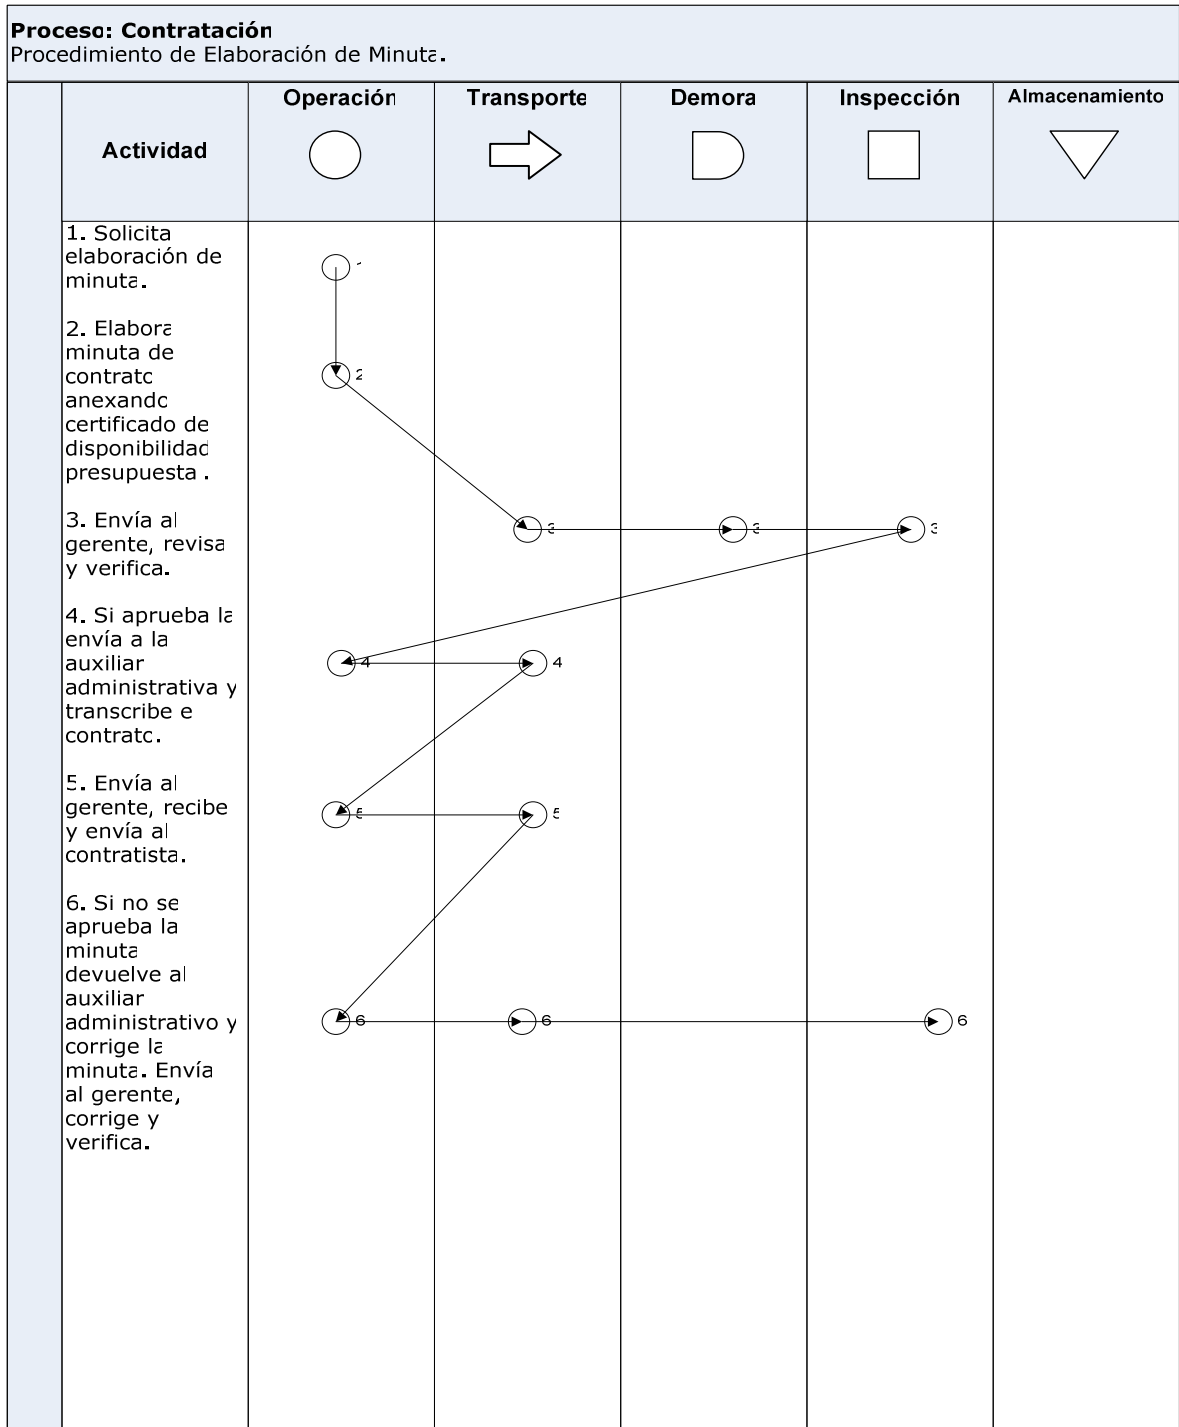 Proceso: Contratación
Procedimiento de Elaboración de Minuta.
Actividad
Operación
Transporte
Demora
Inspección
Almacenamiento
1. Solicita
elaboración de
minuta.
2. Elabora
minuta de
contrato
anexando
certificado de
disponibilidad
presupuesta .
3. Envía al
gerente, revisa
y verifica.
4. Si aprueba la
envía a la
auxiliar
administrativa y
transcribe e
contrato.
5. Envía al
gerente, recibe
y envía al
contratista.
6. Si no se
aprueba la
minuta
devuelve al
auxiliar
administrativo y
corrige la
minuta. Envía
al gerente,
corrige y
verifica.
1
2
3 3 3
4 4
5 5
6 6 6